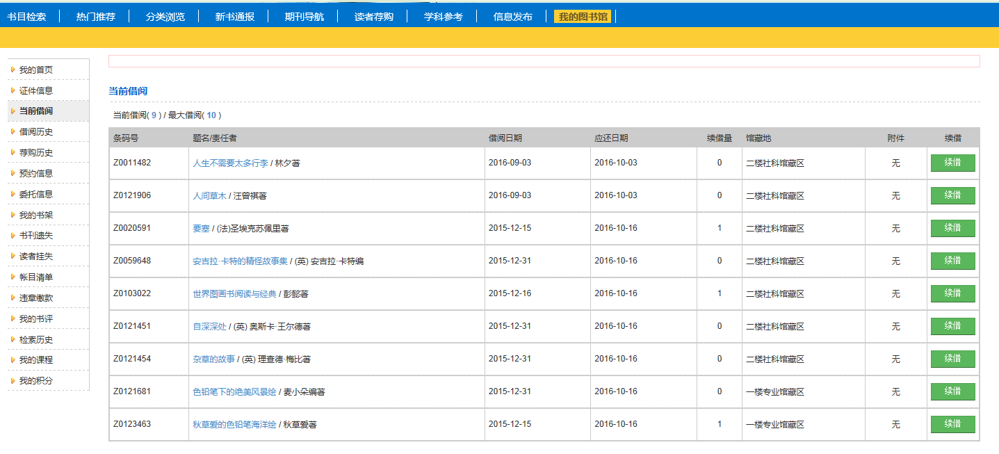 书目检索 热门推荐 分类浏览 新书通报 期刊导航 读者荐购 学科参考 信息发布 我的图书馆
我的首页
证件信息
当前借阅
借阅历史
荐购历史
预约信息
委托信息
我的书架
书刊遗失
读者挂失
帐目清单
违章缴款
我的书评
检索历史
我的课程
我的积分
当前借阅
当前借阅( 9 ) / 最大借阅( 10 )
条码号 题名/责任者 借阅日期 应还日期 续借量 馆藏地 附件 续借
Z0011482 人生不需要太多行李 / 林夕著 2016-09-03 2016-10-03 0 二楼社科馆藏区 无 续借
Z0121906 人间草木 / 汪曾祺著 2016-09-03 2016-10-03 0 二楼社科馆藏区 无 续借
Z0020591 要塞 / (法)圣埃克苏佩里著 2015-12-15 2016-10-16 1 二楼社科馆藏区 无 续借
Z0059648 安吉拉·卡特的精怪故事集 / (英) 安吉拉·卡特编 2015-12-31 2016-10-16 0 二楼社科馆藏区 无 续借
Z0103022 世界图画书阅读与经典 / 彭懿著 2015-12-16 2016-10-16 1 二楼社科馆藏区 无 续借
Z0121451 自深深处 / (英) 奥斯卡·王尔德著 2015-12-31 2016-10-16 0 二楼社科馆藏区 无 续借
Z0121454 杂草的故事 / (英) 理查德·梅比著 2015-12-31 2016-10-16 0 二楼社科馆藏区 无 续借
Z0121681 色铅笔下的绝美风景绘 / 麦小朵编著 2015-12-31 2016-10-16 0 一楼专业馆藏区 无 续借
Z0123463 秋草爱的色铅笔海洋绘 / 秋草爱著 2015-12-15 2016-10-16 1 一楼专业馆藏区 无 续借